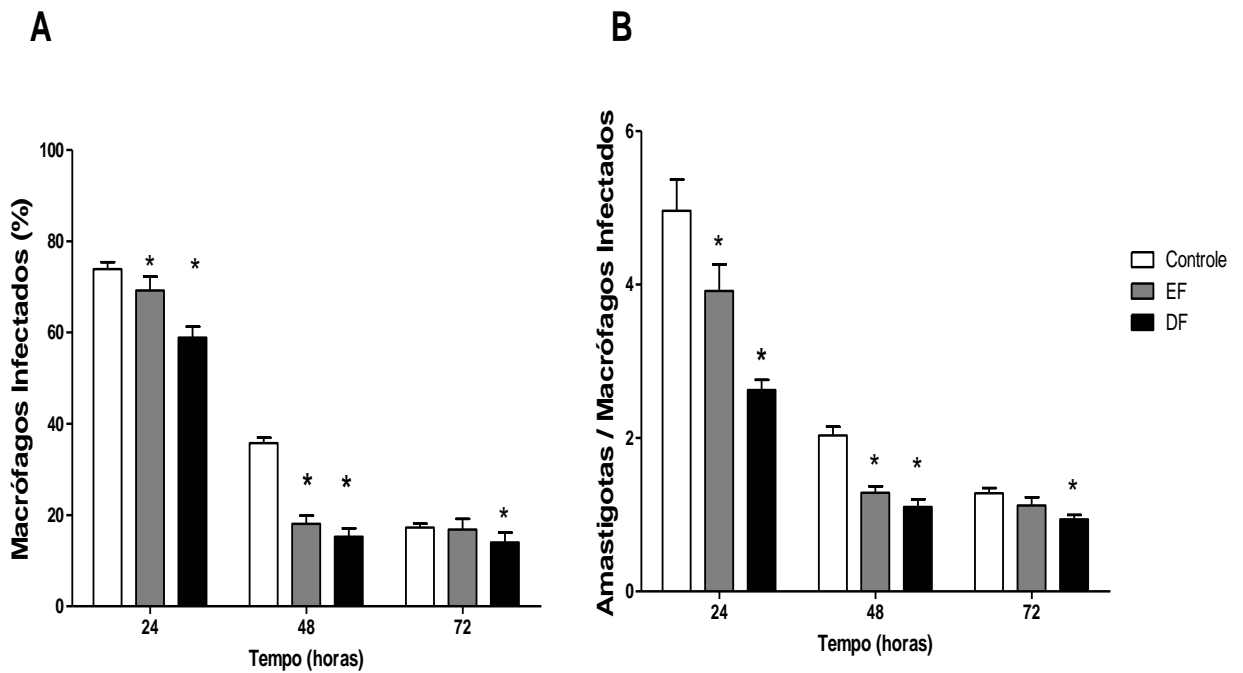 A
Macrófagos Infectados (%)
100
80
60
40
20
0
* *
* *
*
24 48 72
Tempo (horas)
B
Amastigotas / Macrófagos Infectados
6
4
2
0
*
*
* *
*
24 48 72
Tempo (horas)
Controle
EF
DF